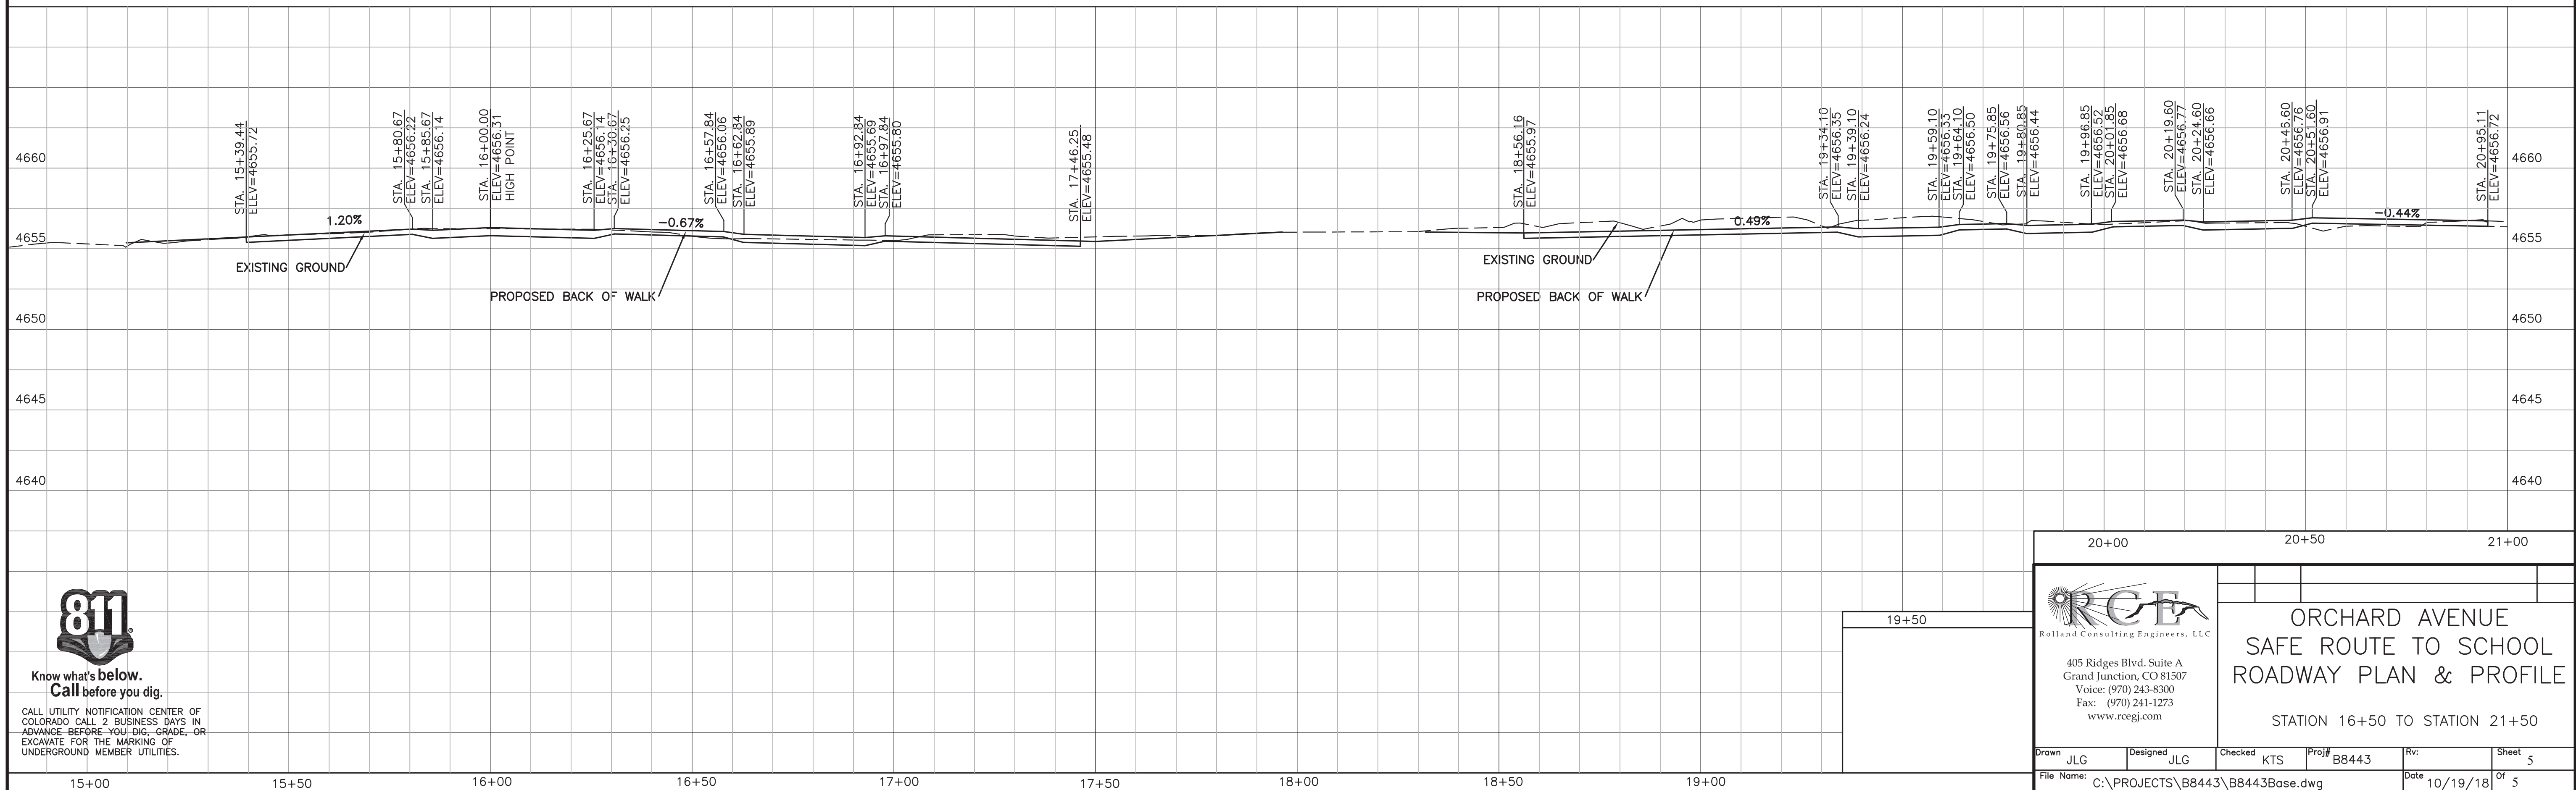 STA. 15+39.44
ELEV=4655.72
STA. 15+80.67
ELEV=4656.22
STA. 15+85.67
ELEV=4656.14
STA. 16+00.00
ELEV=4656.31
HIGH POINT
STA. 16+25.67
ELEV=4656.14
STA. 16+30.67
ELEV=4656.25
STA. 16+57.84
ELEV=4656.06
STA. 16+62.84
ELEV=4655.89
STA. 16+92.84
ELEV=4655.69
STA. 16+97.84
ELEV=4655.80
STA. 17+46.25
ELEV=4655.48
STA. 18+56.16
ELEV=4655.97
STA. 19+34.10
ELEV=4656.35
STA. 19+39.10
ELEV=4656.24
STA. 19+59.10
ELEV=4656.33
STA. 19+64.10
ELEV=4656.50
STA. 19+75.85
ELEV=4656.56
STA. 19+80.85
ELEV=4656.44
STA. 19+96.85
ELEV=4656.52
STA. 20+01.85
ELEV=4656.68
STA. 20+19.60
ELEV=4656.77
STA. 20+24.60
ELEV=4656.66
STA. 20+46.60
ELEV=4656.76
STA. 20+51.60
ELEV=4656.91
STA. 20+95.11
ELEV=4656.72
4660
4660
1.20%
-0.67%
0.49%
-0.44%
4655
4655
EXISTING GROUND
PROPOSED BACK OF WALK
EXISTING GROUND
PROPOSED BACK OF WALK
4650
4650
4645
4645
4640
4640
20+00
20+50
21+00
19+50
811®
Know what's below.
Call before you dig.
CALL UTILITY NOTIFICATION CENTER OF
COLORADO CALL 2 BUSINESS DAYS IN
ADVANCE BEFORE YOU DIG, GRADE, OR
EXCAVATE FOR THE MARKING OF
UNDERGROUND MEMBER UTILITIES.
15+00
15+50
16+00
16+50
17+00
17+50
18+00
18+50
19+00
RCE
Rolland Consulting Engineers, LLC
405 Ridges Blvd. Suite A
Grand Junction, CO 81507
Voice: (970) 243-8300
Fax: (970) 241-1273
www.rcegj.com
ORCHARD AVENUE
SAFE ROUTE TO SCHOOL
ROADWAY PLAN & PROFILE
STATION 16+50 TO STATION 21+50
Drawn JLG
Designed JLG
Checked KTS
Proj# B8443
Rv:
Sheet 5
File Name: C:\PROJECTS\B8443\B8443Base.dwg
Date 10/19/18
Of 5